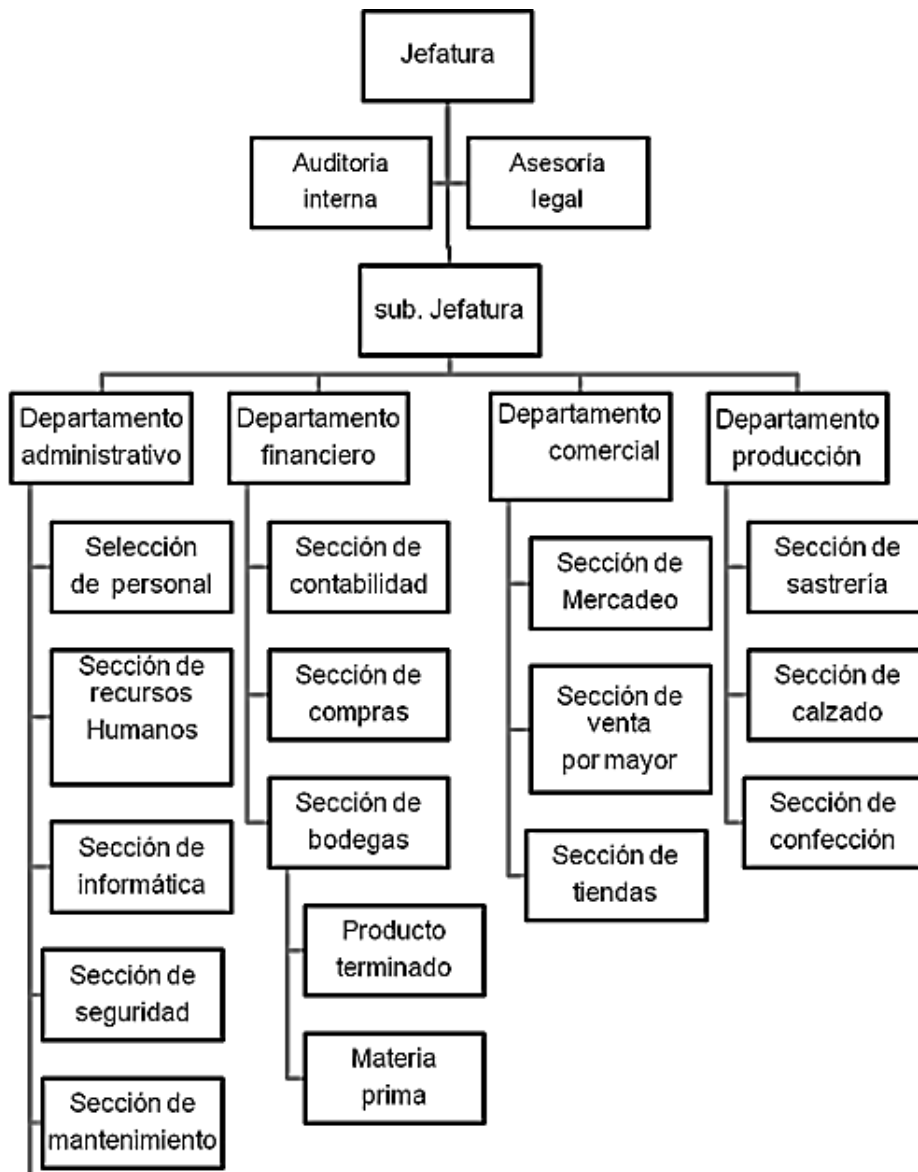 Jefatura
Auditoria
interna
Asesoría
legal
sub. Jefatura
Departamento
administrativo
Departamento
financiero
Departamento
comercial
Departamento
producción
Selección
de personal
Sección de
recursos
Humanos
Sección de
informática
Sección de
seguridad
Sección de
mantenimiento
Sección de
contabilidad
Sección de
compras
Sección de
bodegas
Producto
terminado
Materia
prima
Sección de
Mercadeo
Sección de
venta
por mayor
Sección de
tiendas
Sección de
sastrería
Sección de
calzado
Sección de
confección